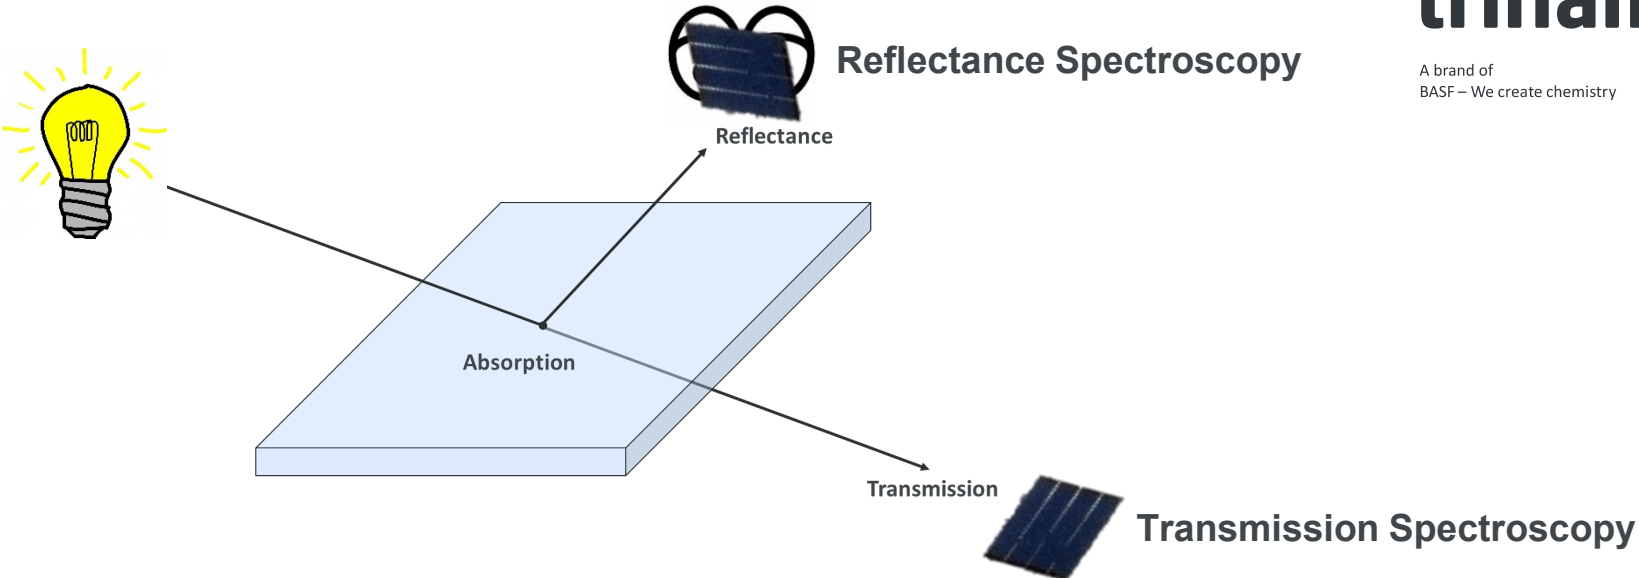 Reflectance Spectroscopy
A brand of
BASF – We create chemistry
Reflectance
Absorption
Transmission
Transmission Spectroscopy